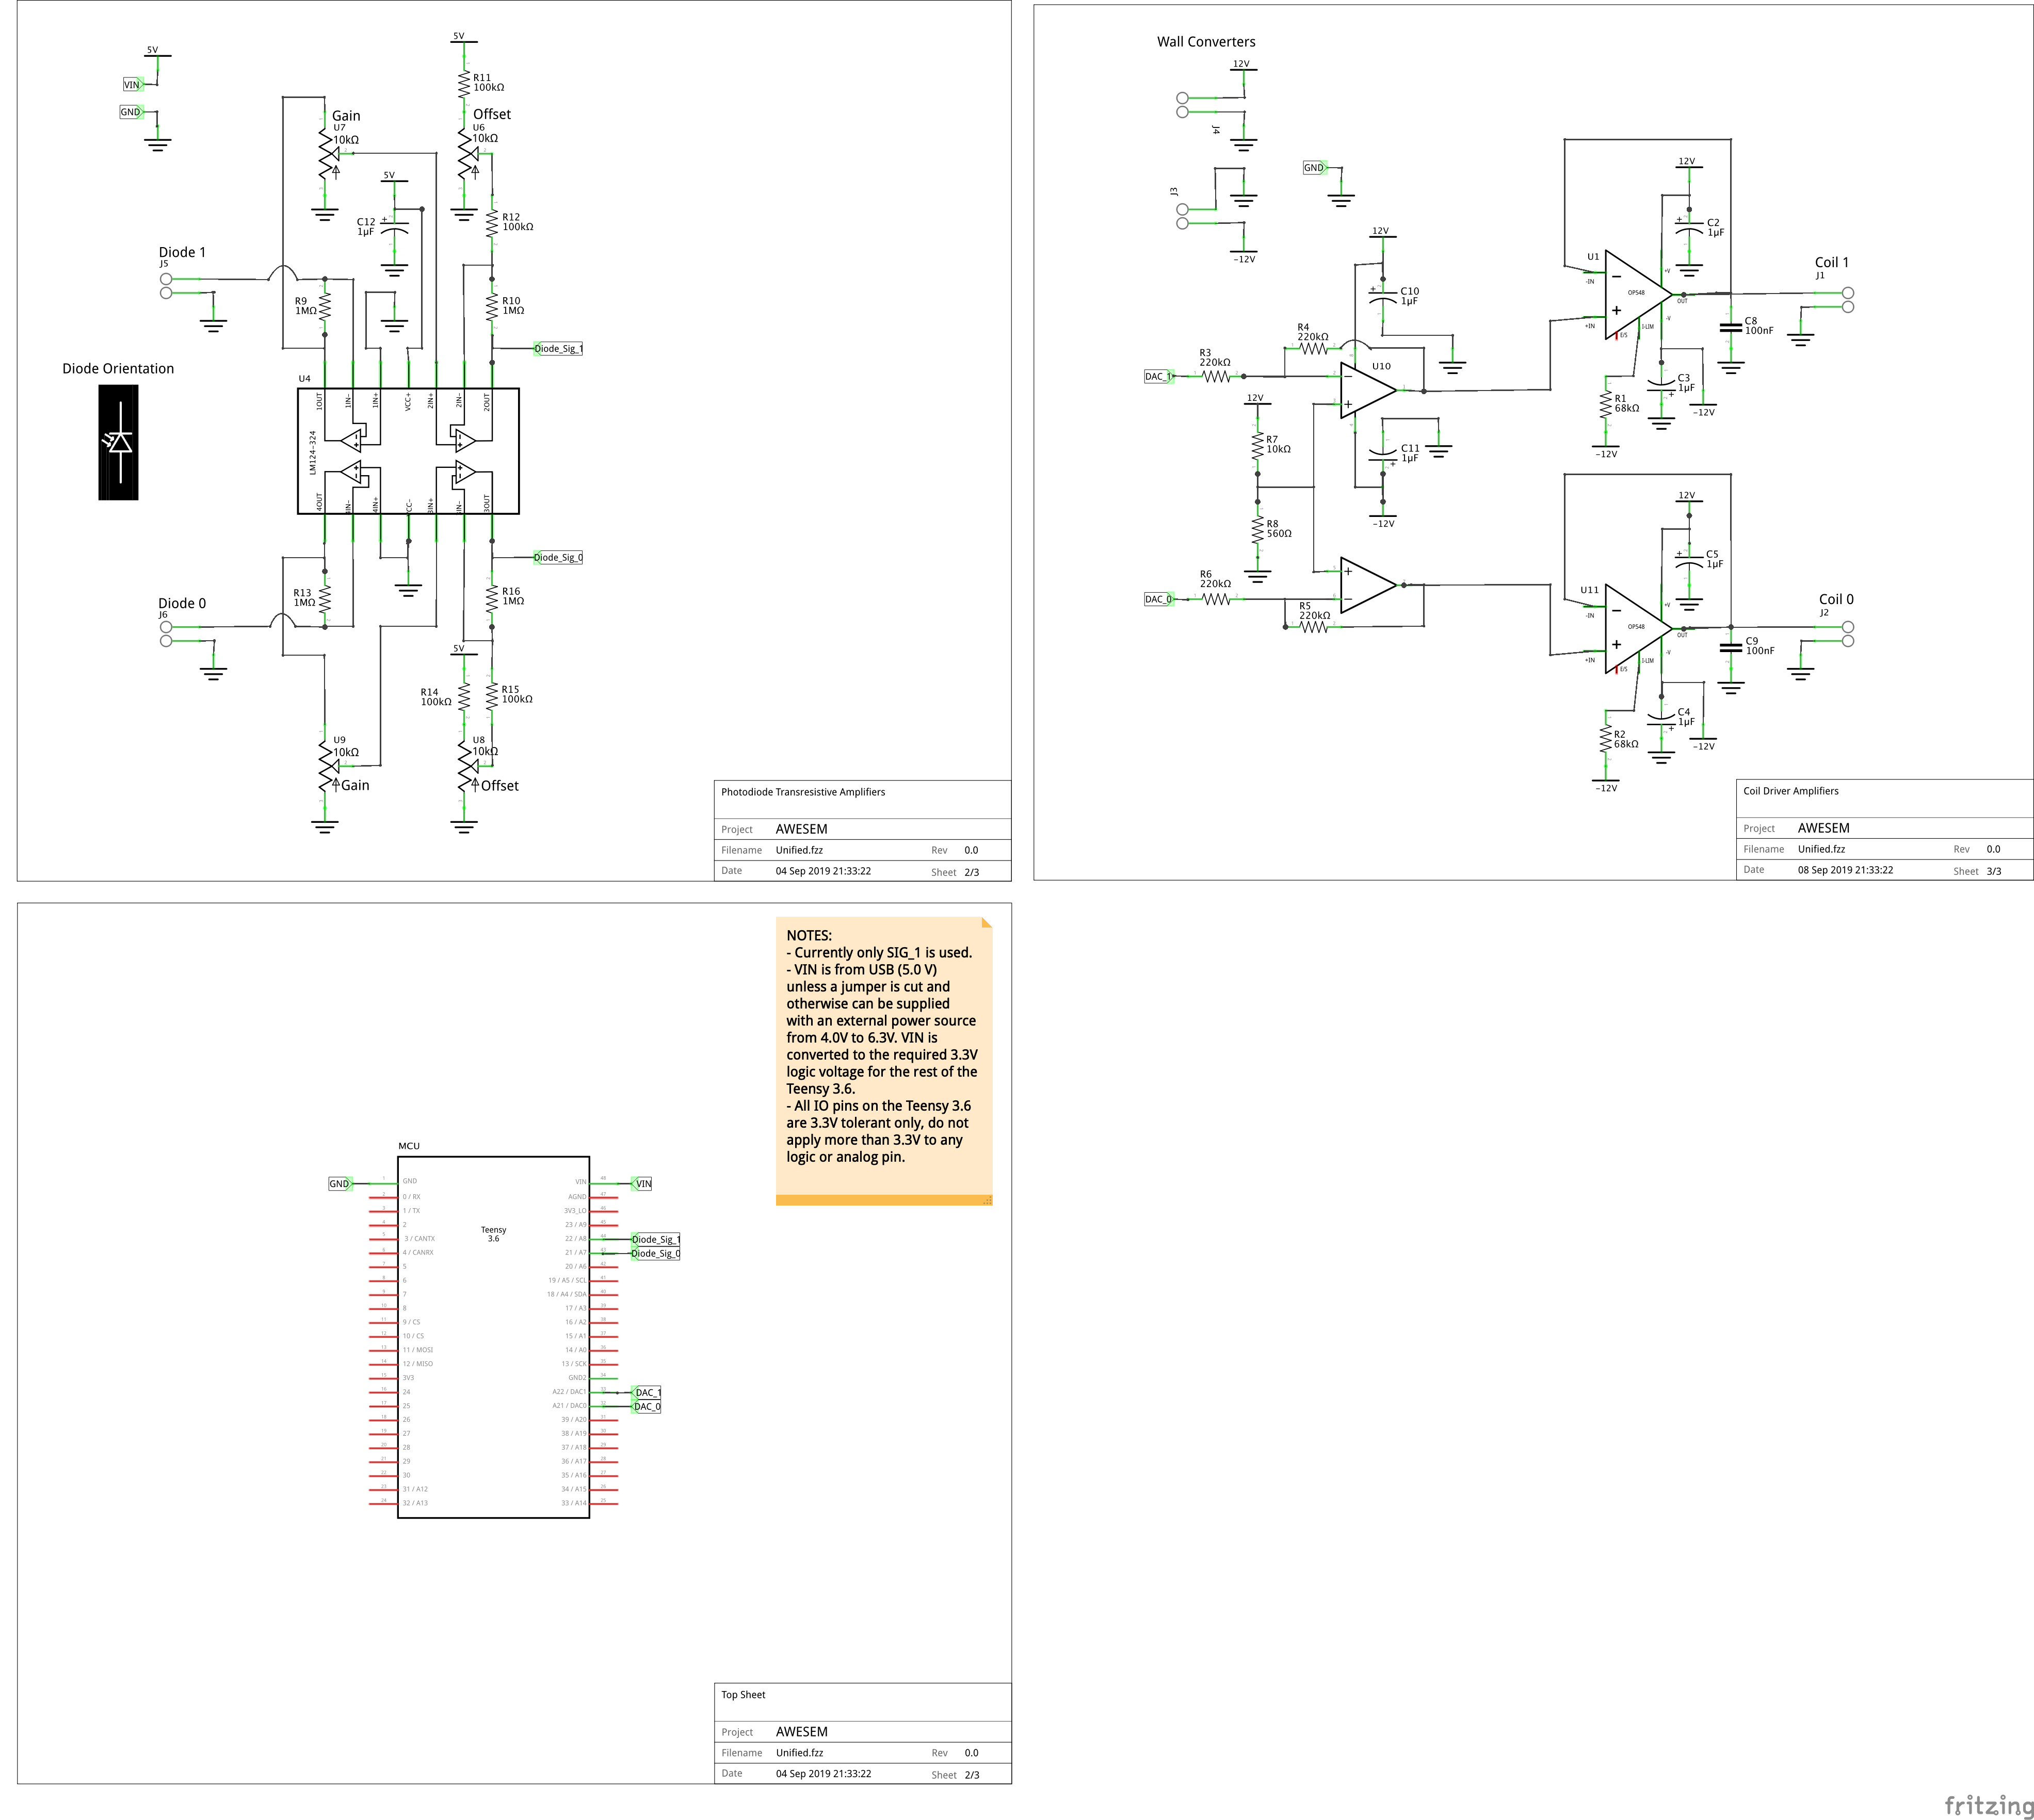 5V
VIN
GND
5V
R11
100kΩ
Gain
U7
10kΩ
Offset
U6
10kΩ
5V
C12
1µF
R12
100kΩ
Diode 1
J5
R9
1MΩ
R10
1MΩ
Diode_Sig_1
Diode Orientation
U4
1OUT
1IN-
1IN+
VCC+
2IN+
2IN-
2OUT
LM124-324
4OUT
4IN-
4IN+
VCC-
3IN+
3IN-
3OUT
Diode_Sig_0
R13
1MΩ
R16
1MΩ
Diode 0
J6
5V
R14
100kΩ
R15
100kΩ
U9
10kΩ
Gain
U8
10kΩ
Offset
Photodiode Transresistive Amplifiers
Project AWESEM
Filename Unified.fzz Rev 0.0
Date 04 Sep 2019 21:33:22 Sheet 2/3
Wall Converters
12V
J4
GND
J3
-12V
12V
C10
1µF
R4
220kΩ
R3
220kΩ
DAC_1
U10
12V
R7
10kΩ
C11
1µF
R8
560Ω
-12V
DAC_0
R6
220kΩ
R5
220kΩ
12V
C2
1µF
U1
-IN
+V
OP548
OUT
+IN
E/S
I-LIM
-V
Coil 1
J1
C8
100nF
R1
68kΩ
C3
1µF
-12V
-12V
12V
C5
1µF
U11
-IN
+V
OP548
OUT
+IN
E/S
I-LIM
-V
Coil 0
J2
C9
100nF
R2
68kΩ
C4
1µF
-12V
-12V
Coil Driver Amplifiers
Project AWESEM
Filename Unified.fzz Rev 0.0
Date 08 Sep 2019 21:33:22 Sheet 3/3
NOTES:
- Currently only SIG_1 is used.
- VIN is from USB (5.0 V)
unless a jumper is cut and
otherwise can be supplied
with an external power source
from 4.0V to 6.3V. VIN is
converted to the required 3.3V
logic voltage for the rest of the
Teensy 3.6.
- All IO pins on the Teensy 3.6
are 3.3V tolerant only, do not
apply more than 3.3V to any
logic or analog pin.
MCU
Teensy
3.6
GND
GND
0 / RX
1 / TX
2
3 / CANTX
4 / CANRX
5
6
7
8
9 / CS
10 / CS
11 / MOSI
12 / MISO
3V3
24
25
26
27
28
29
30
31 / A12
32 / A13
VIN
VIN
AGND
3V3_LO
23 / A9
22 / A8
Diode_Sig_1
21 / A7
Diode_Sig_0
20 / A6
19 / A5 / SCL
18 / A4 / SDA
17 / A3
16 / A2
15 / A1
14 / A0
13 / SCK
GND2
A22 / DAC1
DAC_1
A21 / DAC0
DAC_0
39 / A20
38 / A19
37 / A18
36 / A17
35 / A16
34 / A15
33 / A14
Top Sheet
Project AWESEM
Filename Unified.fzz Rev 0.0
Date 04 Sep 2019 21:33:22 Sheet 2/3
fritzing